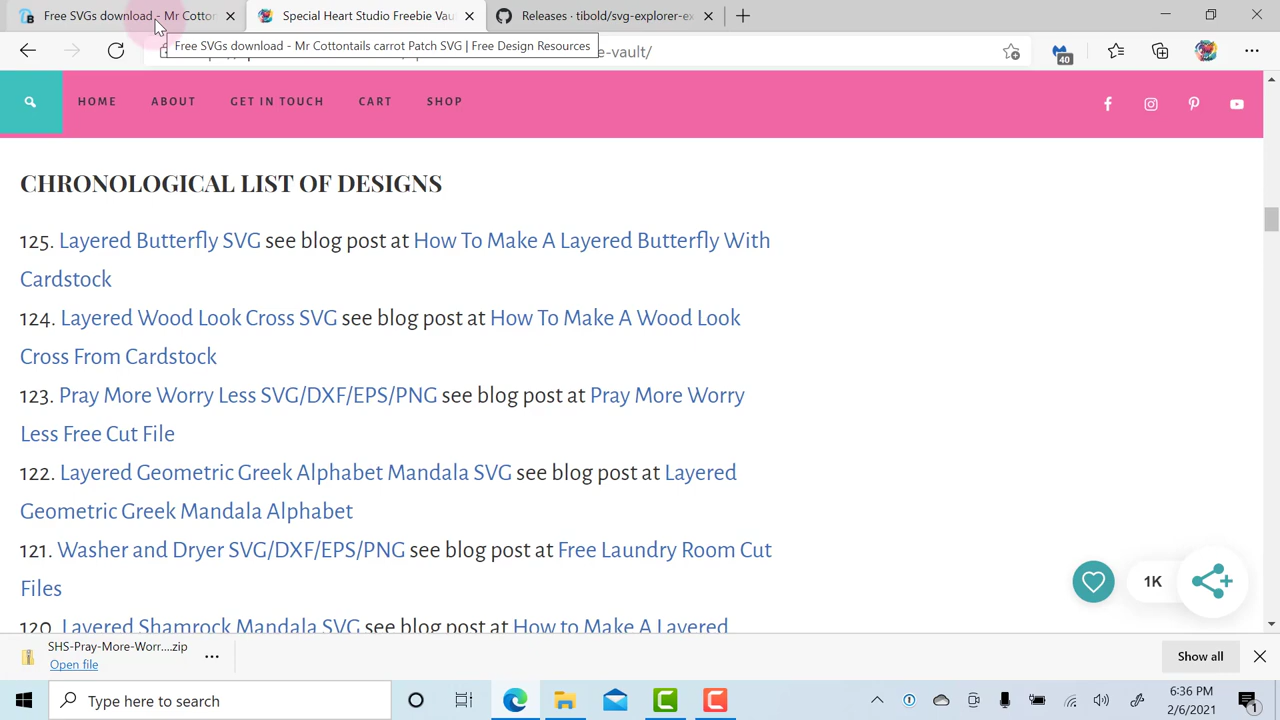 Free SVGs download - Mr Cotton
Special Heart Studio Freebie Vau
Releases · tibold/svg-explorer-ex
Free SVGs download - Mr Cottontails carrot Patch SVG | Free Design Resources
e-vault/
40
HOME ABOUT GET IN TOUCH CART SHOP
CHRONOLOGICAL LIST OF DESIGNS
125. Layered Butterfly SVG see blog post at How To Make A Layered Butterfly With
Cardstock
124. Layered Wood Look Cross SVG see blog post at How To Make A Wood Look
Cross From Cardstock
123. Pray More Worry Less SVG/DXF/EPS/PNG see blog post at Pray More Worry
Less Free Cut File
122. Layered Geometric Greek Alphabet Mandala SVG see blog post at Layered
Geometric Greek Mandala Alphabet
121. Washer and Dryer SVG/DXF/EPS/PNG see blog post at Free Laundry Room Cut
Files
1K
120. Layered Shamrock Mandala SVG see blog post at How to Make A Layered
SHS-Pray-More-Worr....zip
Open file
Show all
Type here to search
6:36 PM
2/6/2021
1